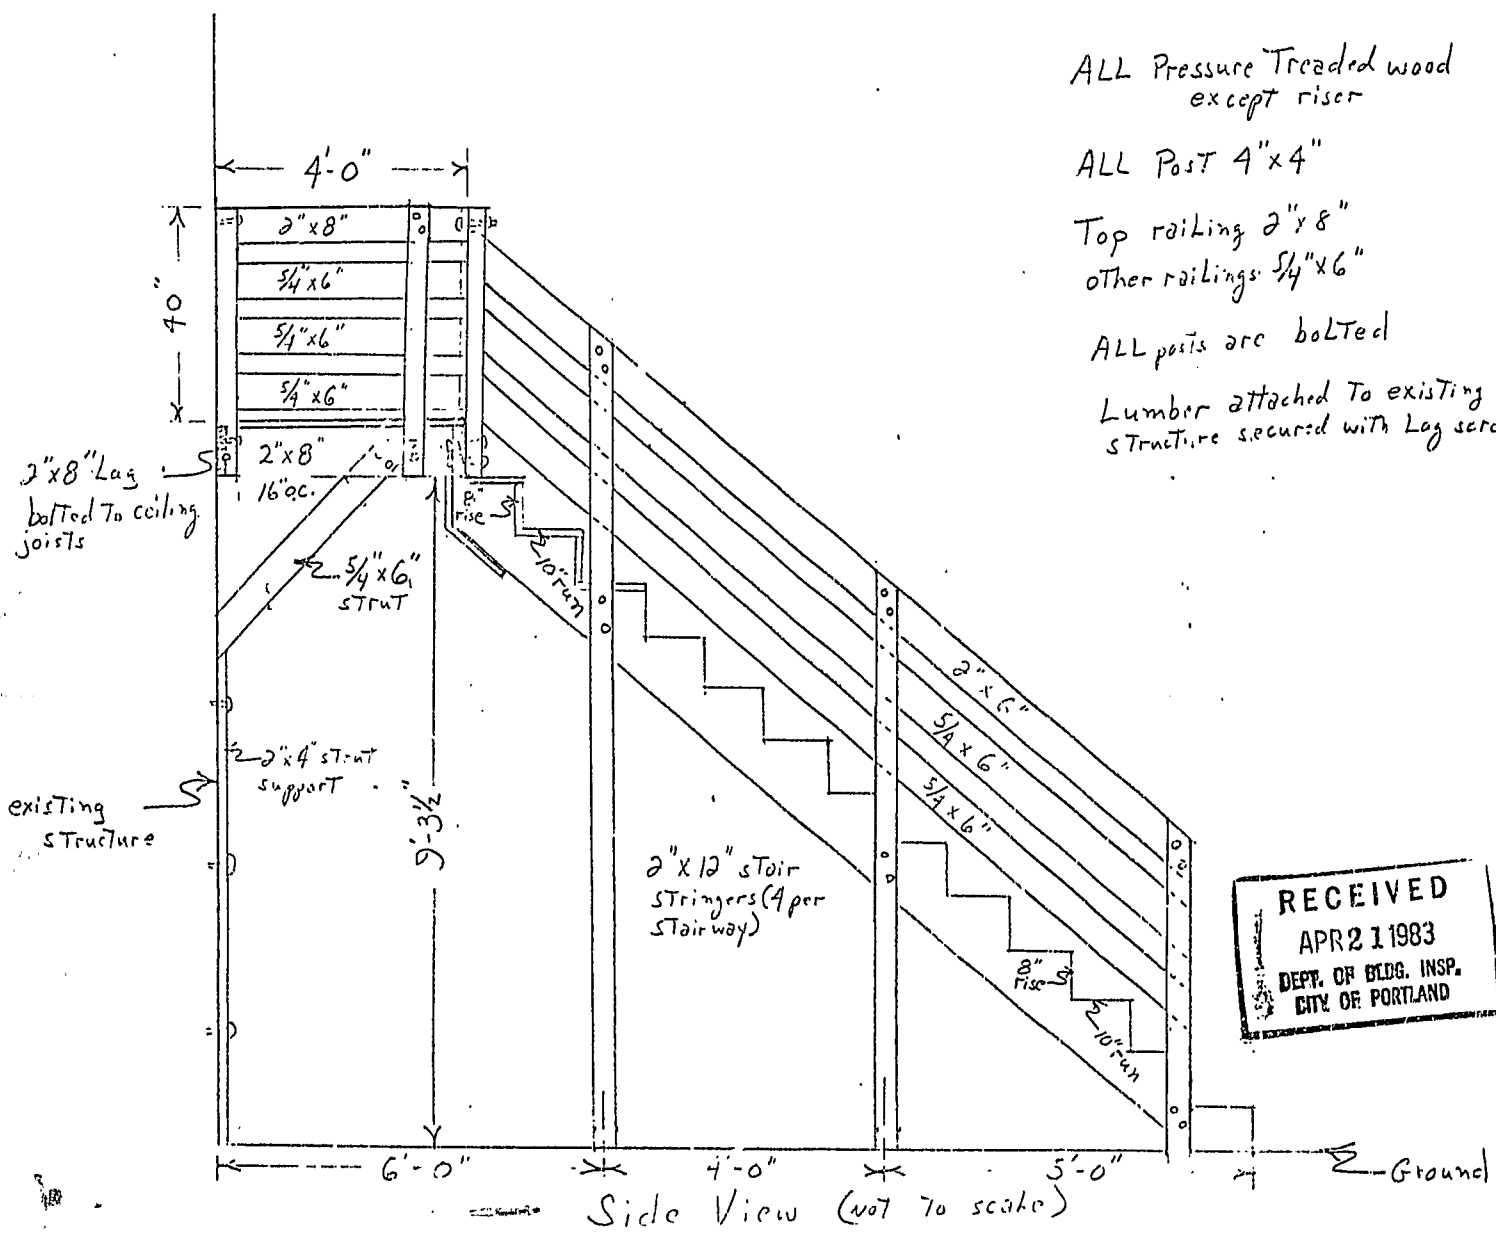 ALL Pressure Treaded wood
except riser
ALL Post 4"x4"
Top railing 2"x8"
other railings 5/4"x6"
ALL posts are bolted
Lumber attached To existing
structure secured with Lag
4'-0"
40"
2"x8"
5/4"x6"
5/4"x6"
5/4"x6"
2"x8"
16"o.c.
2"x8" Lag
bolted To ceiling
joists
5/4"x6"
strut
8"
rise
10" run
2"x4" strut
support
existing
structure
9'-3½"
2"x12" stair
stringers (4 per
stairway)
2"x6"
5/4x6"
5/4x6"
8"
rise
10" run
RECEIVED
APR 21 1983
DEPT. OF BLDG. INSP.
CITY OF PORTLAND
6'-0"
4'-0"
5'-0"
Ground
Side View (Not To scale)